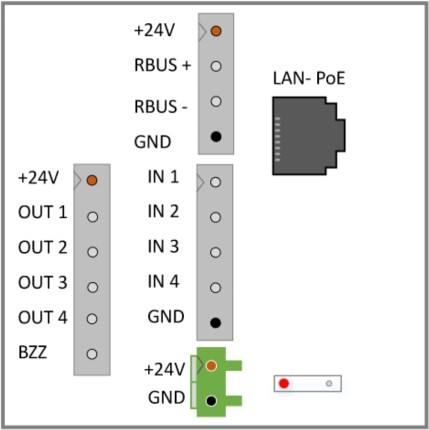 +24V
RBUS +
RBUS -
GND
LAN- PoE
+24V
OUT 1
OUT 2
OUT 3
OUT 4
BZZ
IN 1
IN 2
IN 3
IN 4
GND
+24V
GND